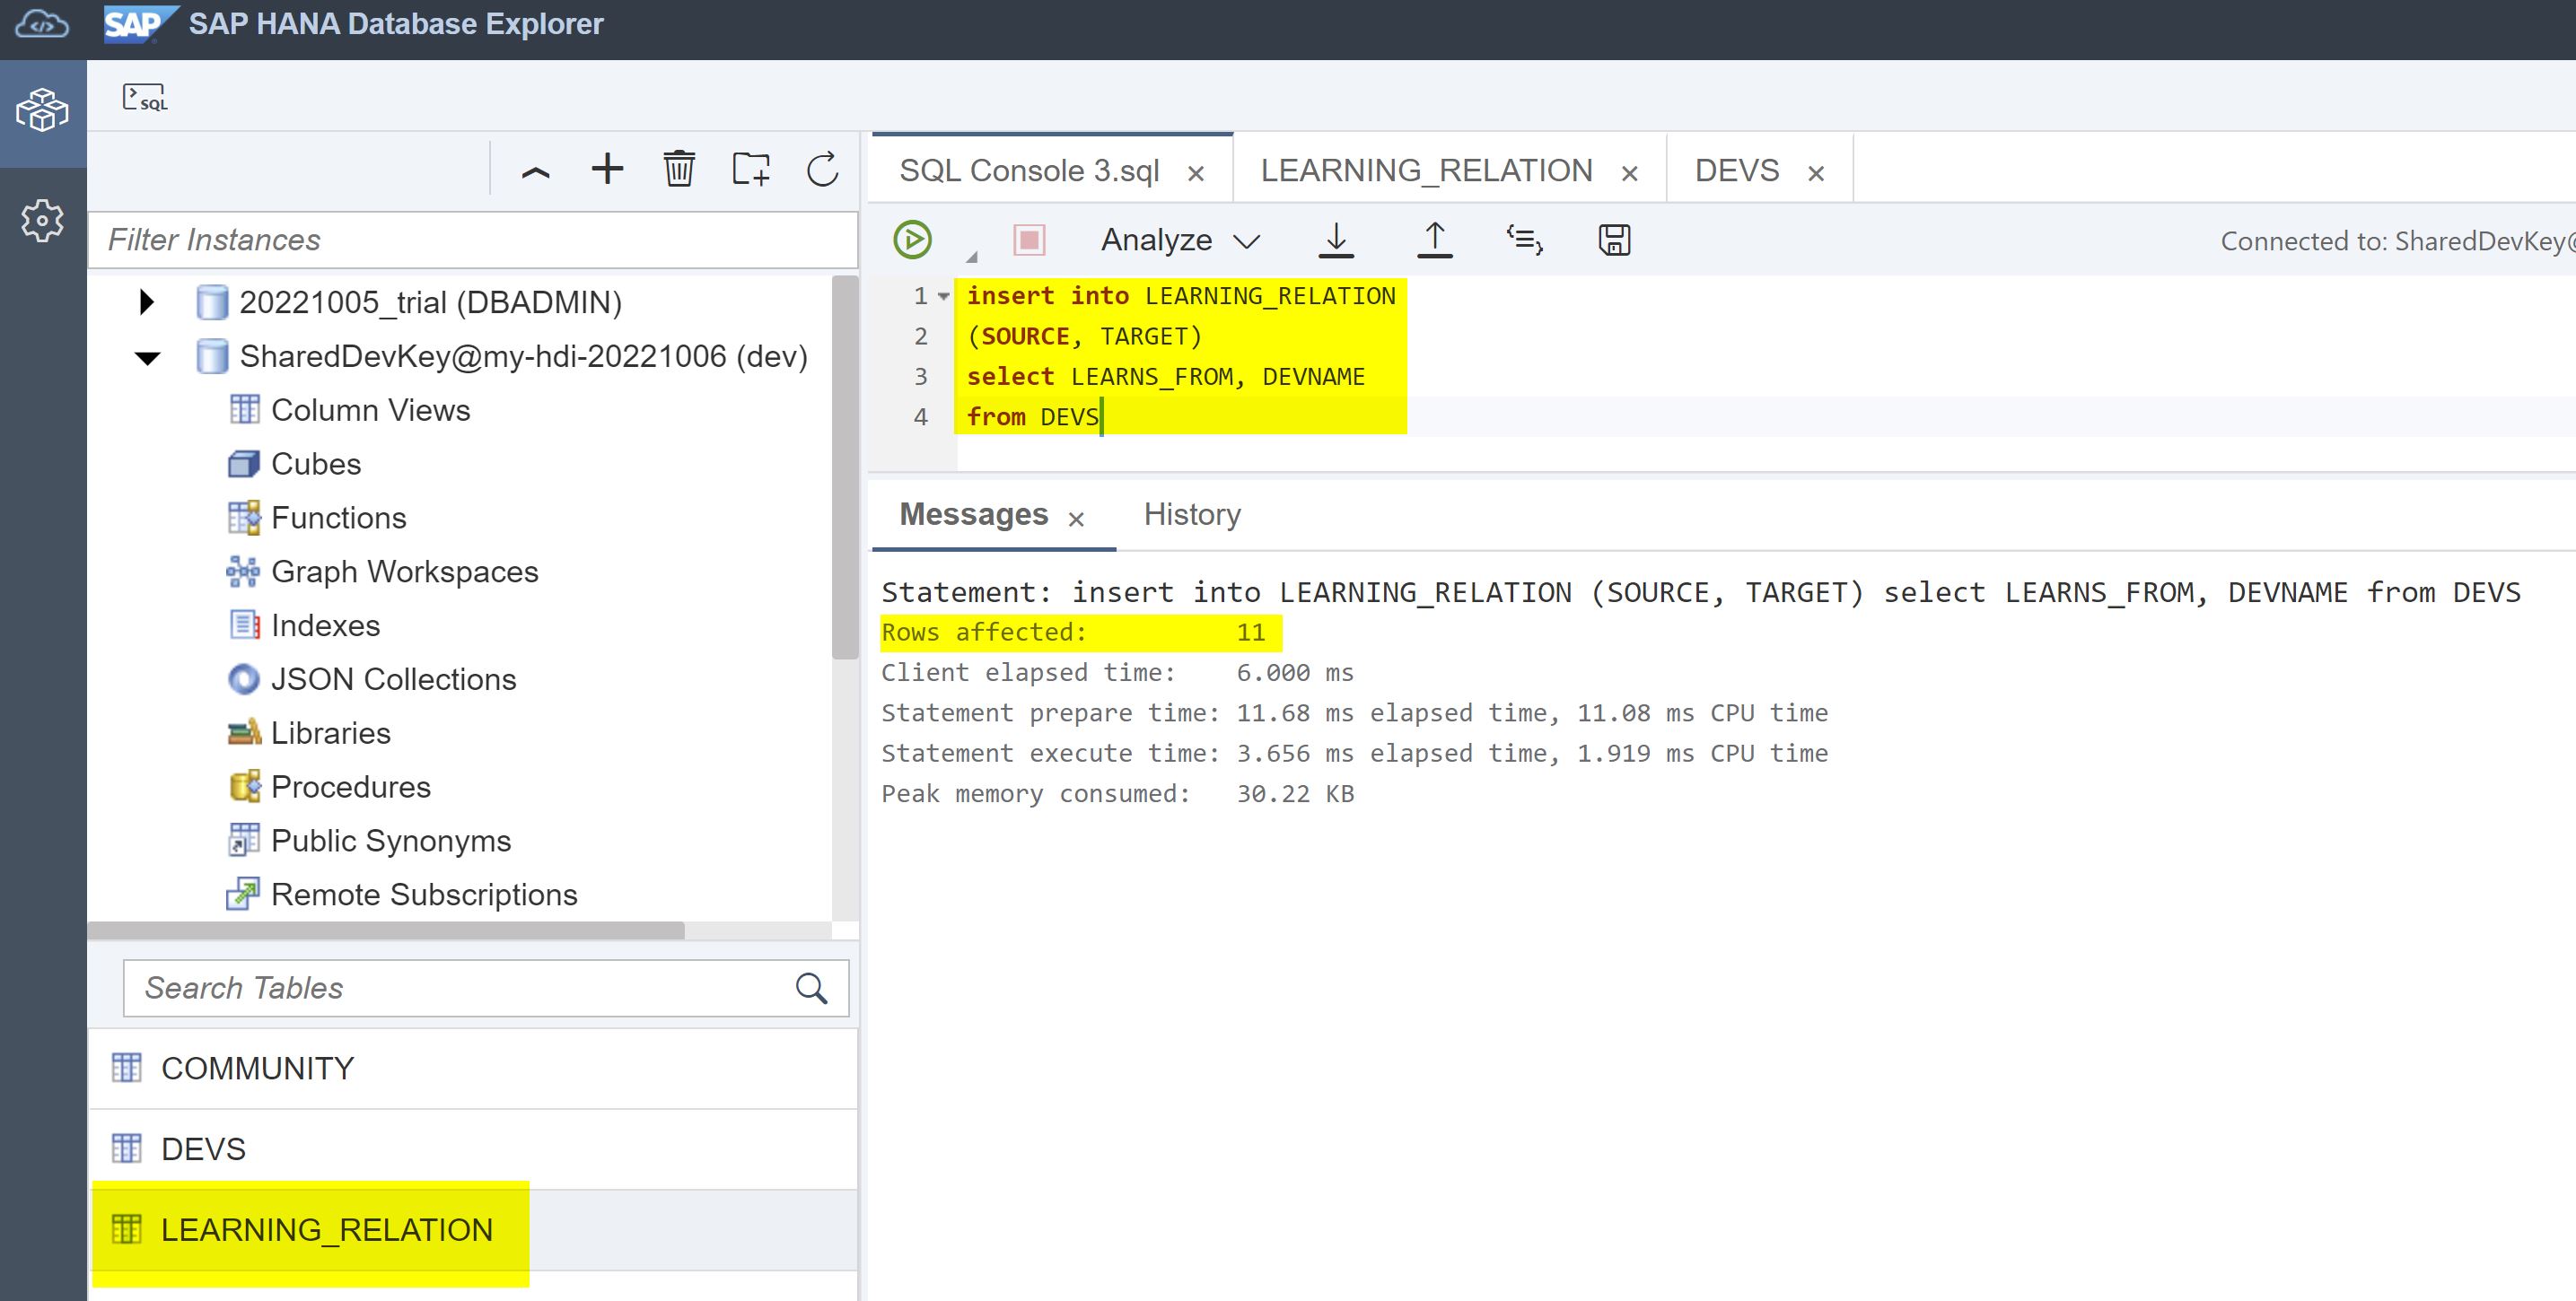 SAP SAP HANA Database Explorer
SQL
Filter Instances
20221005_trial (DBADMIN)
SharedDevKey@my-hdi-20221006 (dev)
Column Views
Cubes
Functions
Graph Workspaces
Indexes
JSON Collections
Libraries
Procedures
Public Synonyms
Remote Subscriptions
Search Tables
COMMUNITY
DEVS
LEARNING_RELATION
SQL Console 3.sql × LEARNING_RELATION × DEVS ×
Analyze
Connected to: SharedDevKey@
1 insert into LEARNING_RELATION
2 (SOURCE, TARGET)
3 select LEARNS_FROM, DEVNAME
4 from DEVS
Messages × History
Statement: insert into LEARNING_RELATION (SOURCE, TARGET) select LEARNS_FROM, DEVNAME from DEVS
Rows affected: 11
Client elapsed time: 6.000 ms
Statement prepare time: 11.68 ms elapsed time, 11.08 ms CPU time
Statement execute time: 3.656 ms elapsed time, 1.919 ms CPU time
Peak memory consumed: 30.22 KB